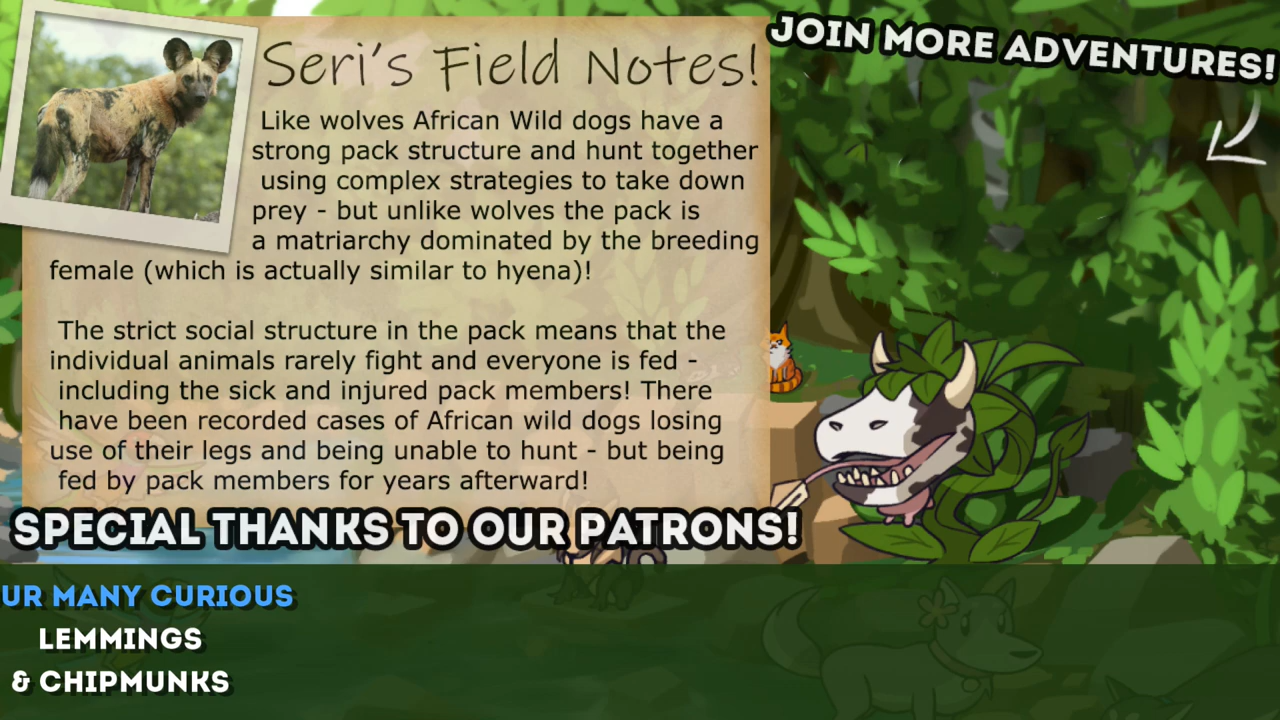 Seri's Field Notes!
JOIN MORE ADVENTURES!
Like wolves African Wild dogs have a
strong pack structure and hunt together
using complex strategies to take down
prey - but unlike wolves the pack is
a matriarchy dominated by the breeding
female (which is actually similar to hyena)!
The strict social structure in the pack means that the
individual animals rarely fight and everyone is fed -
including the sick and injured pack members! There
have been recorded cases of African wild dogs losing
use of their legs and being unable to hunt - but being
fed by pack members for years afterward!
SPECIAL THANKS TO OUR PATRONS!
UR MANY CURIOUS
LEMMINGS
& CHIPMUNKS